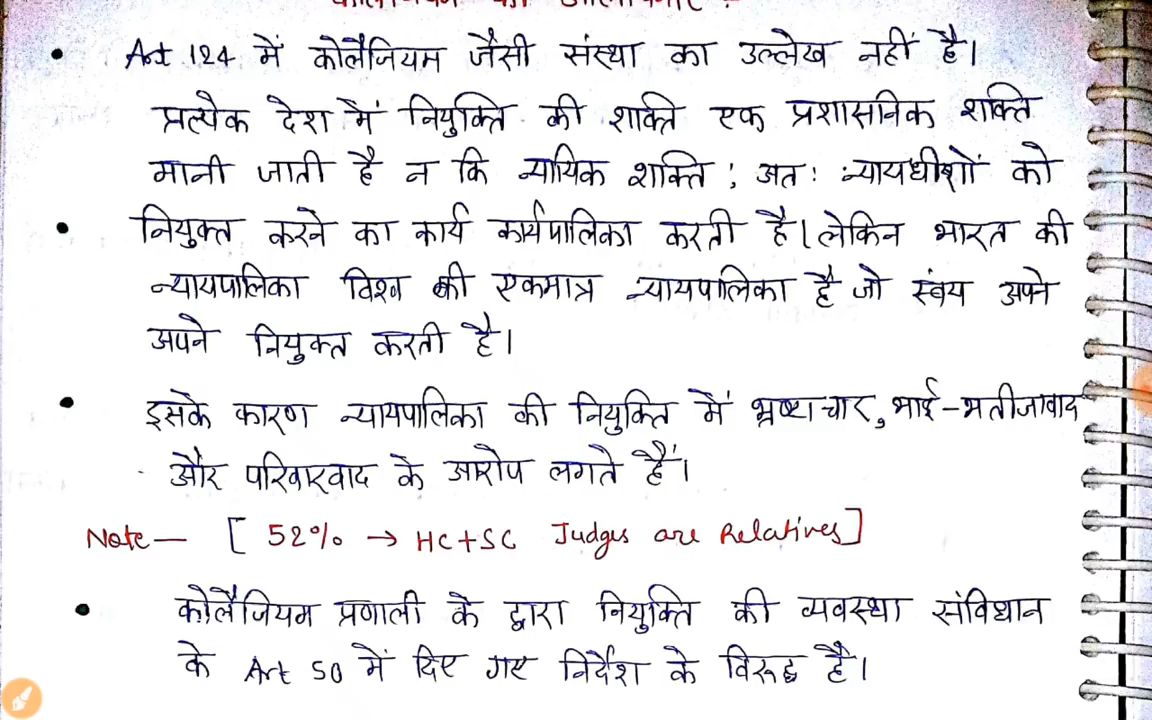 Art 124 में कोलैजियम जैसी संस्था का उल्लेख नहीं है।
प्रत्येक देश में नियुक्ति की शक्ति एक प्रशासनिक शक्ति
मानी जाती है न कि न्यायिक शक्ति; अतः न्यायधीशों को
नियुक्त करने का कार्य कार्यपालिका करती है। लेकिन भारत की
न्यायपालिका विश्व की एकमात्र न्यायपालिका है जो स्वंय अपने
अपने नियुक्त करती है।
इसके कारण न्यायपालिका की नियुक्ति में भ्रष्टाचार, भाई-भतीजावाद
और परिवारवाद के आरोप लगते हैं।
Note— [ 52% → HC+SC Judges are Relatives]
कोलैजियम प्रणाली के द्वारा नियुक्ति की व्यवस्था संविधान
के Art 50 में दिए गए निर्देश के विरूद्ध है।